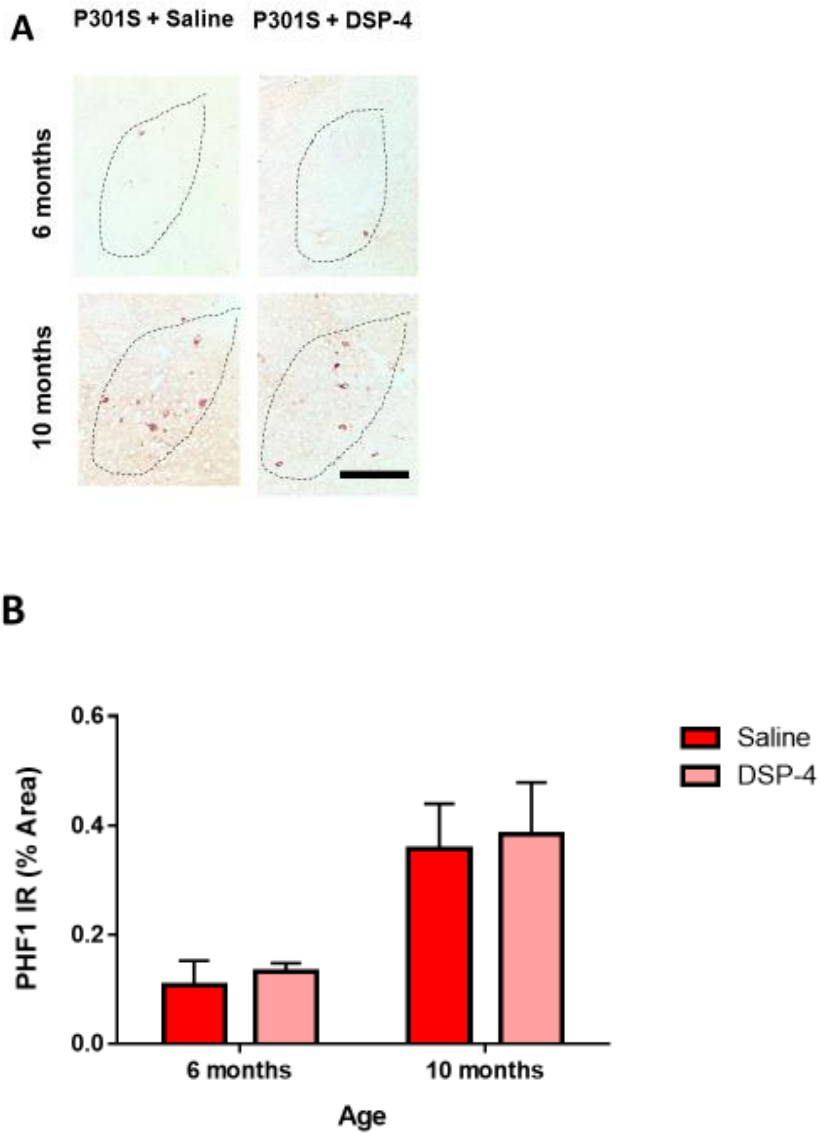 A
P301S + Saline P301S + DSP-4
6 months
10 months
B
PHF1 IR (% Area)
0.6
0.4
0.2
0.0
6 months 10 months
Age
Saline
DSP-4